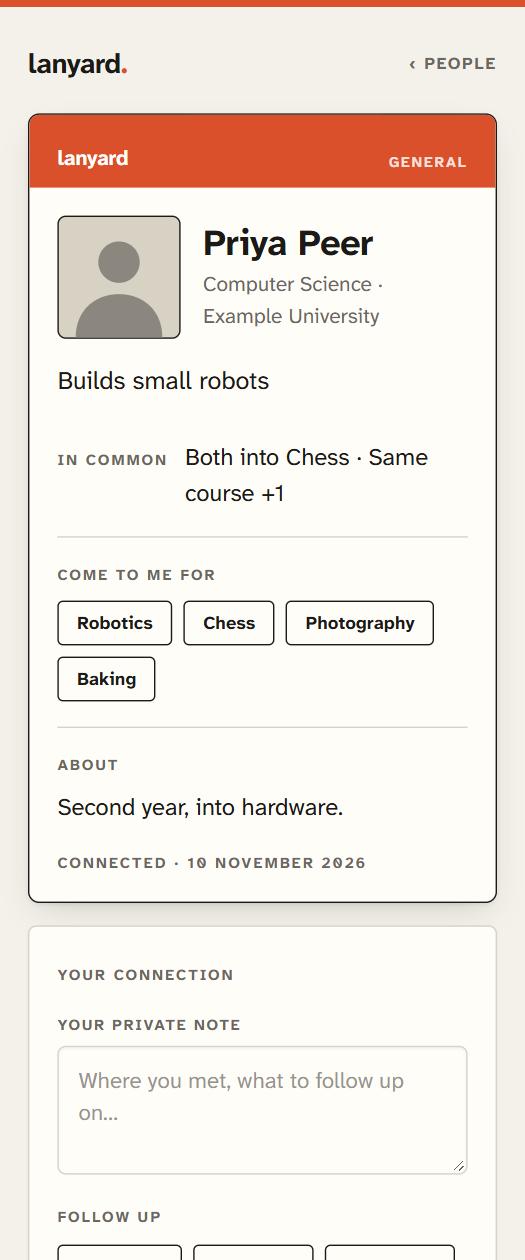 lanyard.
‹ PEOPLE
lanyard
GENERAL
Priya Peer
Computer Science ·
Example University
Builds small robots
IN COMMON
Both into Chess · Same
course +1
COME TO ME FOR
Robotics
Chess
Photography
Baking
ABOUT
Second year, into hardware.
CONNECTED · 10 NOVEMBER 2026
YOUR CONNECTION
YOUR PRIVATE NOTE
Where you met, what to follow up
on...
FOLLOW UP